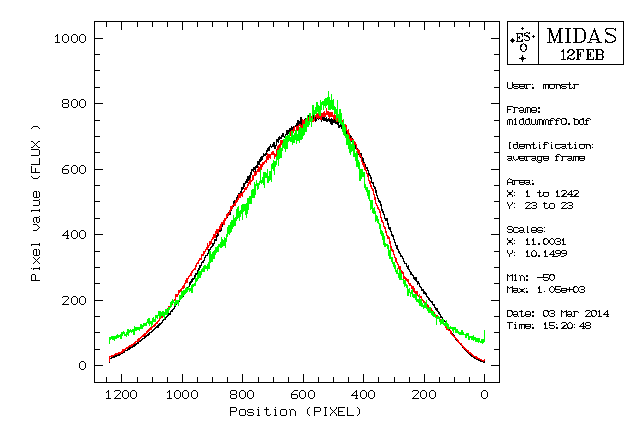 1000
800
600
400
200
0
Pixel value (FLUX )
1200 1000 800 600 400 200 0
Position (PIXEL)
ESO
MIDAS
12FEB
User: monstr
Frame:
middummff0.bdf
Identification:
average frame
Area:
X: 1 to 1242
Y: 23 to 23
Scales:
X: 11.0031
Y: 10.1499
Min: -50
Max: 1.05e+03
Date: 03 Mar 2014
Time: 15:20:48